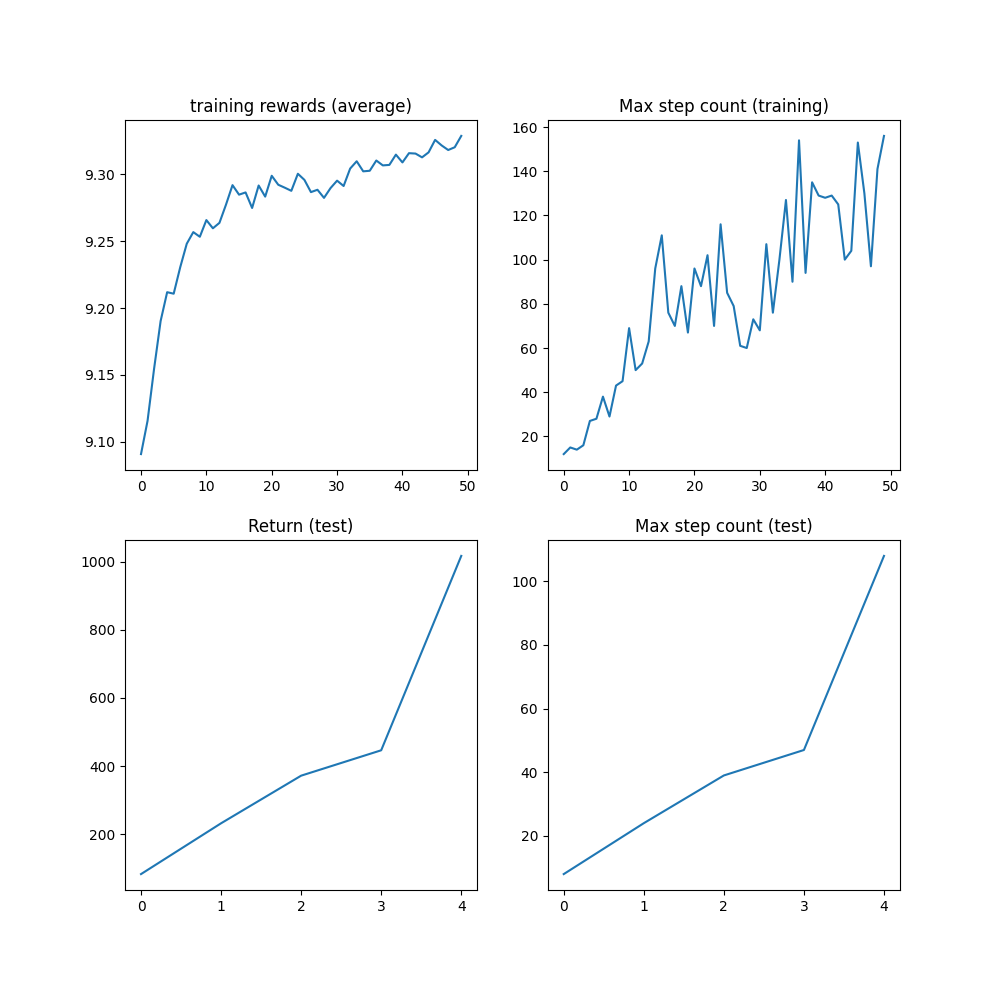 training rewards (average)
9.30
9.25
9.20
9.15
9.10
0 10 20 30 40 50
Max step count (training)
160
140
120
100
80
60
40
20
0 10 20 30 40 50
Return (test)
1000
800
600
400
200
0 1 2 3 4
Max step count (test)
100
80
60
40
20
0 1 2 3 4